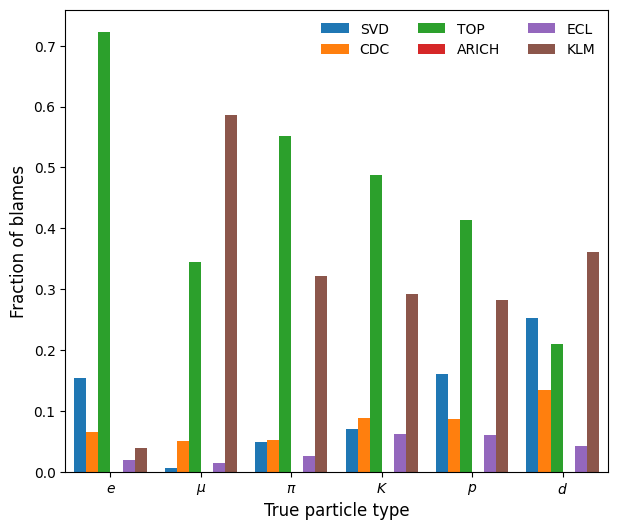 Fraction of blames
0.7
0.6
0.5
0.4
0.3
0.2
0.1
0.0
SVD TOP ECL
CDC ARICH KLM
e μ π K p d
True particle type